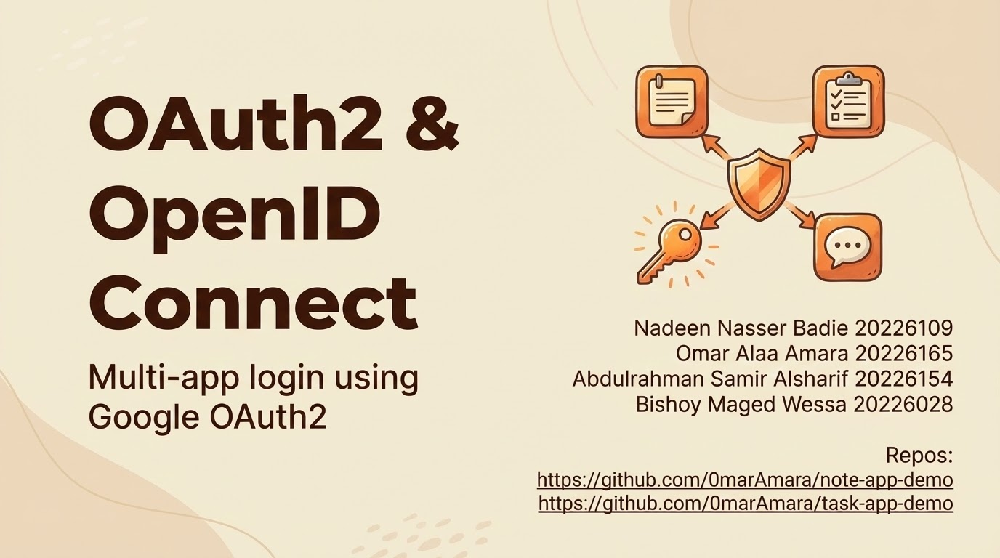 OAuth2 &
OpenID
Connect
Multi-app login using
Google OAuth2
Nadeen Nasser Badie 20226109
Omar Alaa Amara 20226165
Abdulrahman Samir Alsharif 20226154
Bishoy Maged Wessa 20226028
Repos:
https://github.com/0marAmara/note-app-demo
https://github.com/0marAmara/task-app-demo